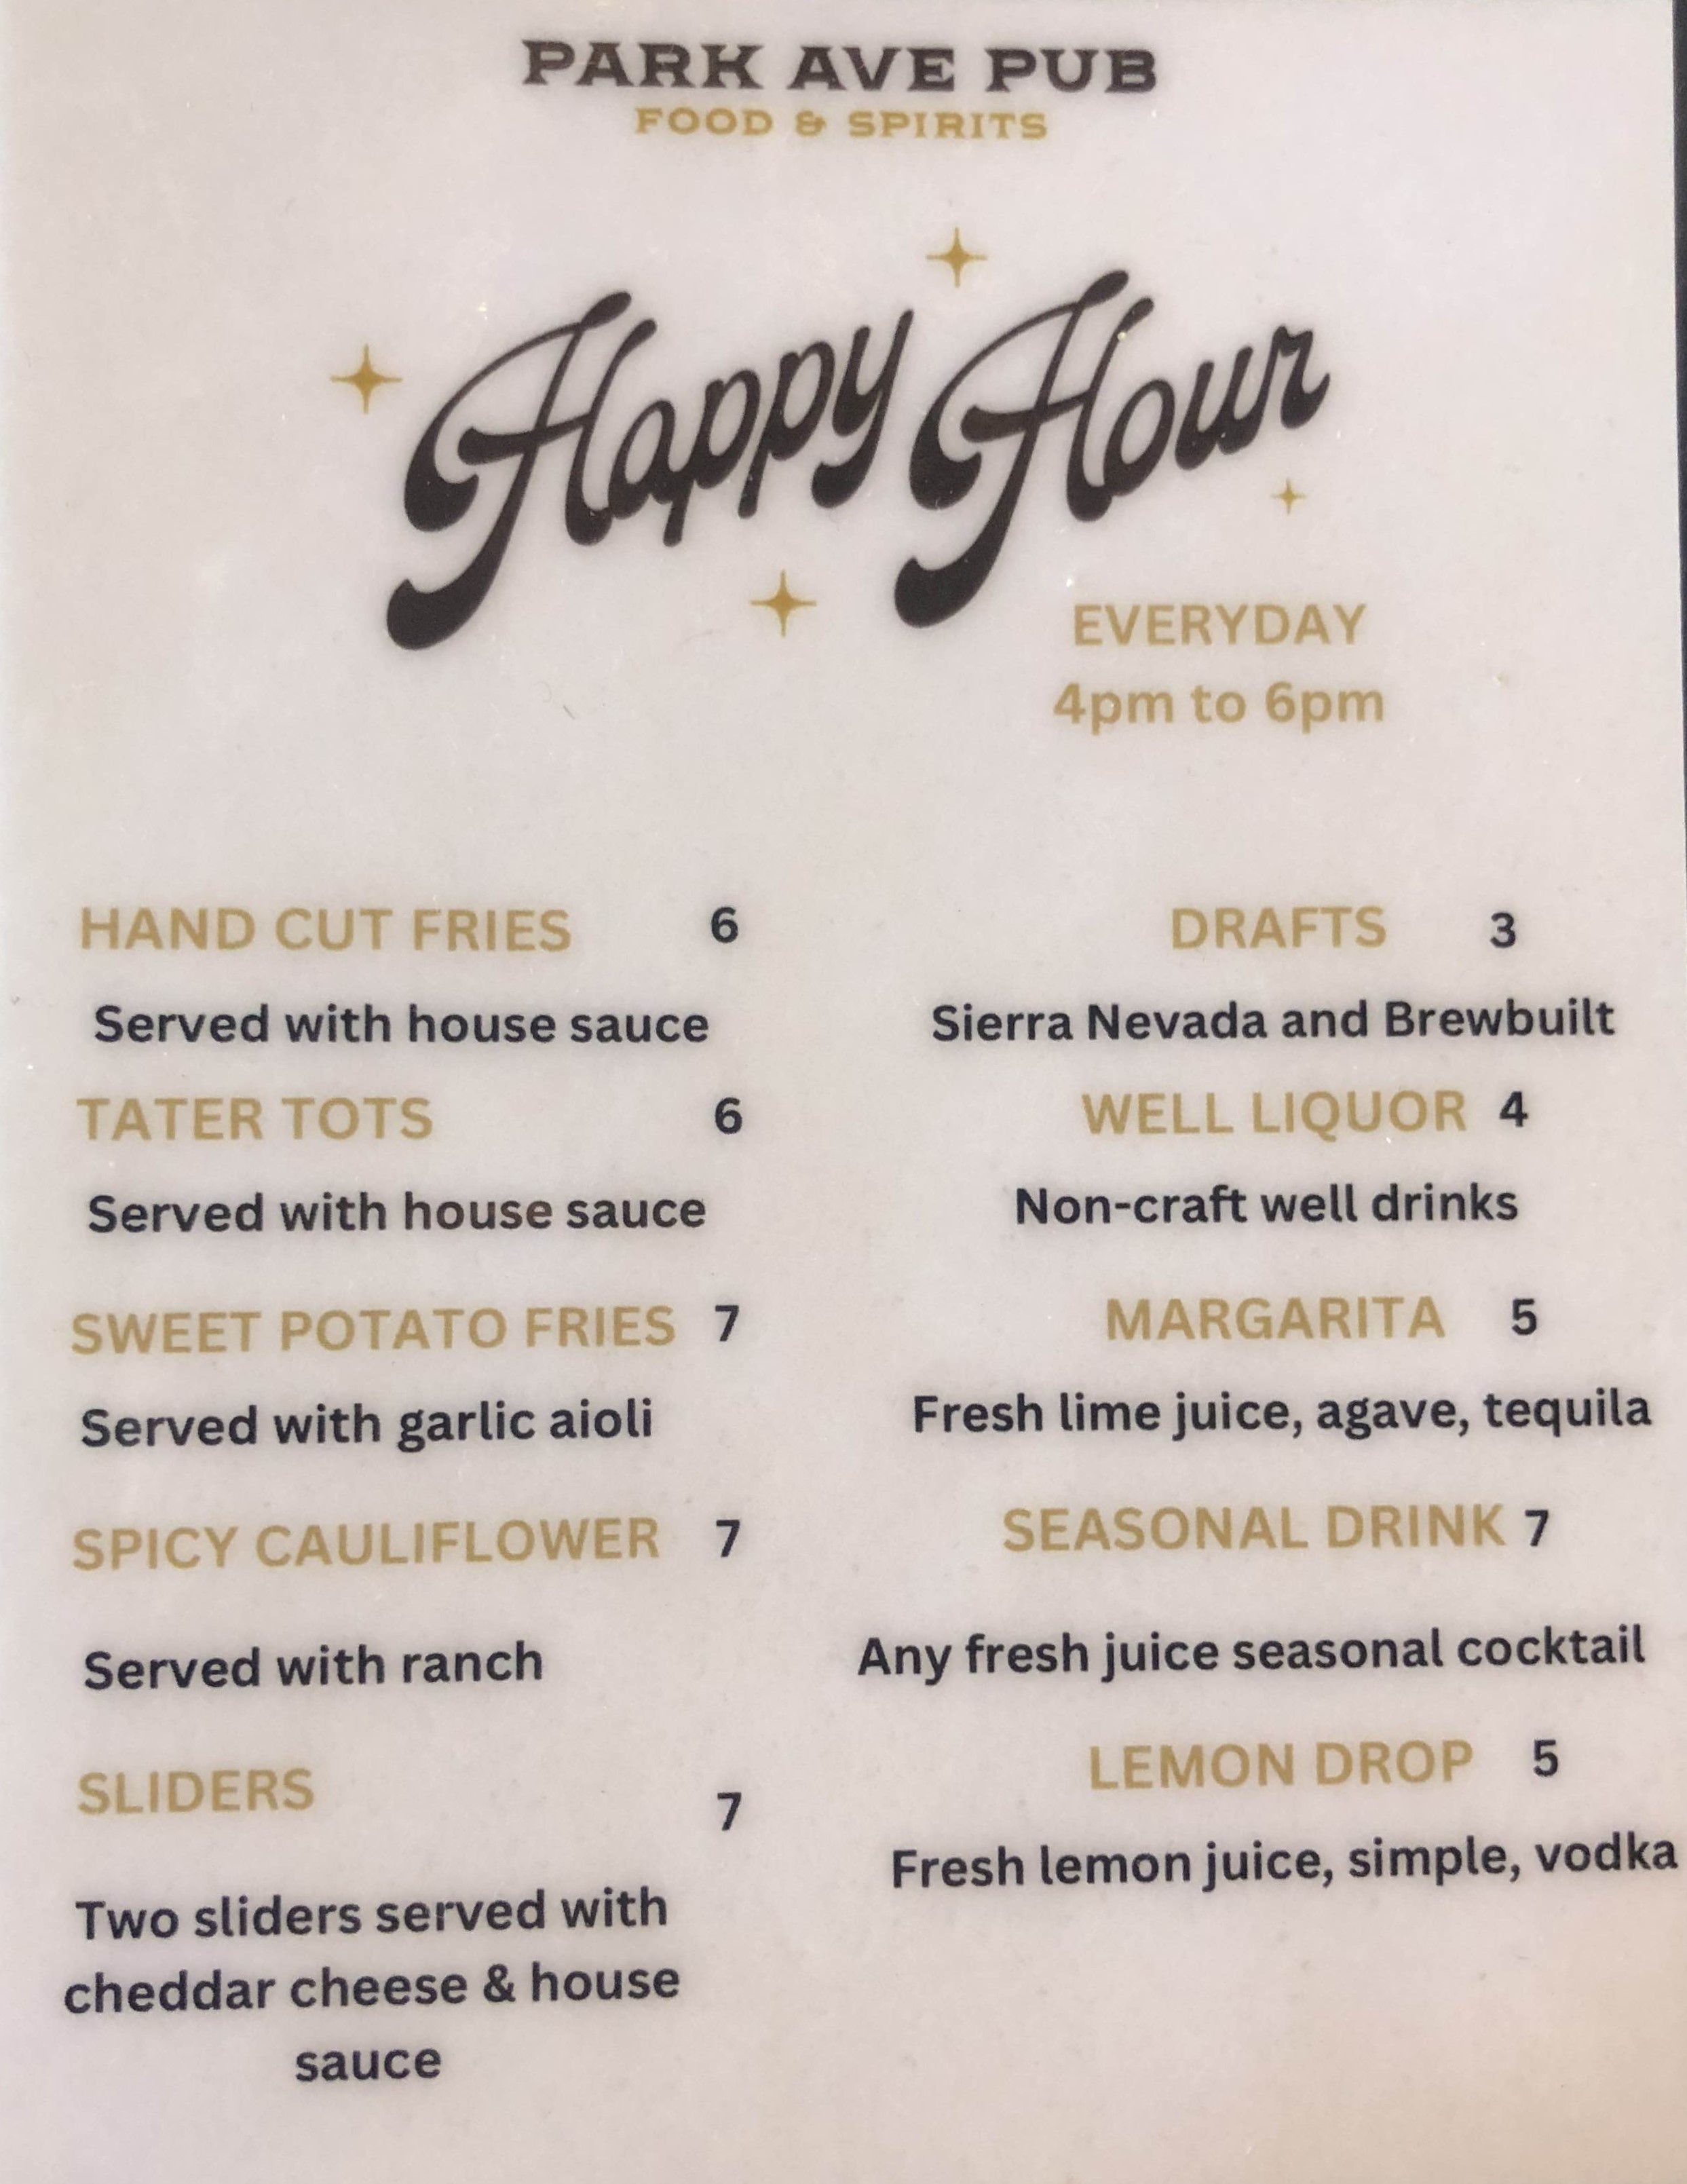 PARK AVE PUB
FOOD & SPIRITS
Happy Hour
EVERYDAY
4pm to 6pm
HAND CUT FRIES 6
Served with house sauce
TATER TOTS 6
Served with house sauce
SWEET POTATO FRIES 7
Served with garlic aioli
SPICY CAULIFLOWER 7
Served with ranch
SLIDERS 7
Two sliders served with
cheddar cheese & house
sauce
DRAFTS 3
Sierra Nevada and Brewbuilt
WELL LIQUOR 4
Non-craft well drinks
MARGARITA 5
Fresh lime juice, agave, tequila
SEASONAL DRINK 7
Any fresh juice seasonal cocktail
LEMON DROP 5
Fresh lemon juice, simple, vodka